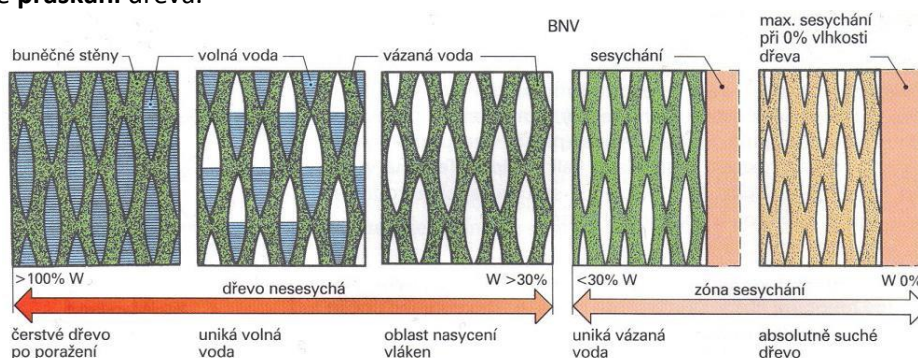 praskání dřeva.
BNV
buněčné stěny
volná voda
vázaná voda
sesychání
max. sesychání
při 0% vlhkosti
dřeva
>100% W
dřevo nesesychá
W >30%
<30% W
zóna sesychání
W 0%
čerstvé dřevo
po poražení
uniká volná
voda
oblast nasycení
vláken
uniká vázaná
voda
absolutně suché
dřevo